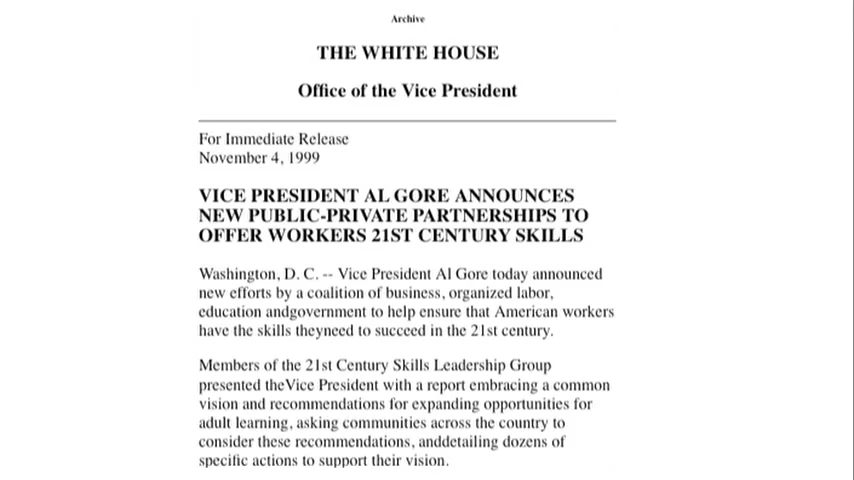 Archive
THE WHITE HOUSE
Office of the Vice President
For Immediate Release
November 4, 1999
VICE PRESIDENT AL GORE ANNOUNCES
NEW PUBLIC-PRIVATE PARTNERSHIPS TO
OFFER WORKERS 21ST CENTURY SKILLS
Washington, D. C. -- Vice President Al Gore today announced
new efforts by a coalition of business, organized labor,
education andgovernment to help ensure that American workers
have the skills theyneed to succeed in the 21st century.
Members of the 21st Century Skills Leadership Group
presented theVice President with a report embracing a common
vision and recommendations for expanding opportunities for
adult learning, asking communities across the country to
consider these recommendations, anddetailing dozens of
specific actions to support their vision.